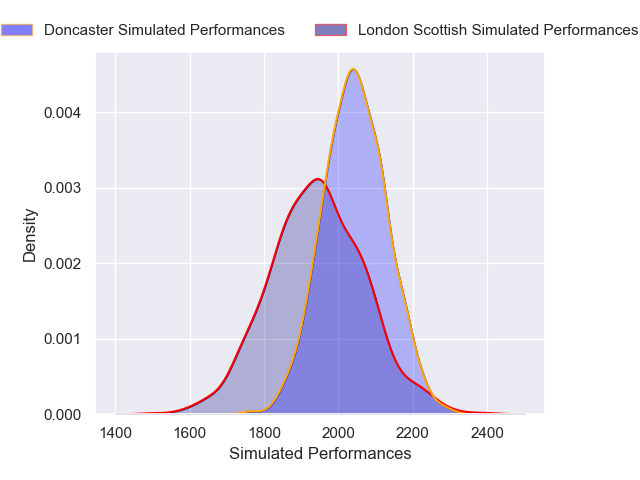 Doncaster Simulated Performances
London Scottish Simulated Performances
0.004
0.003
0.002
0.001
0.000
Density
1400 1600 1800 2000 2200 2400
Simulated Performances